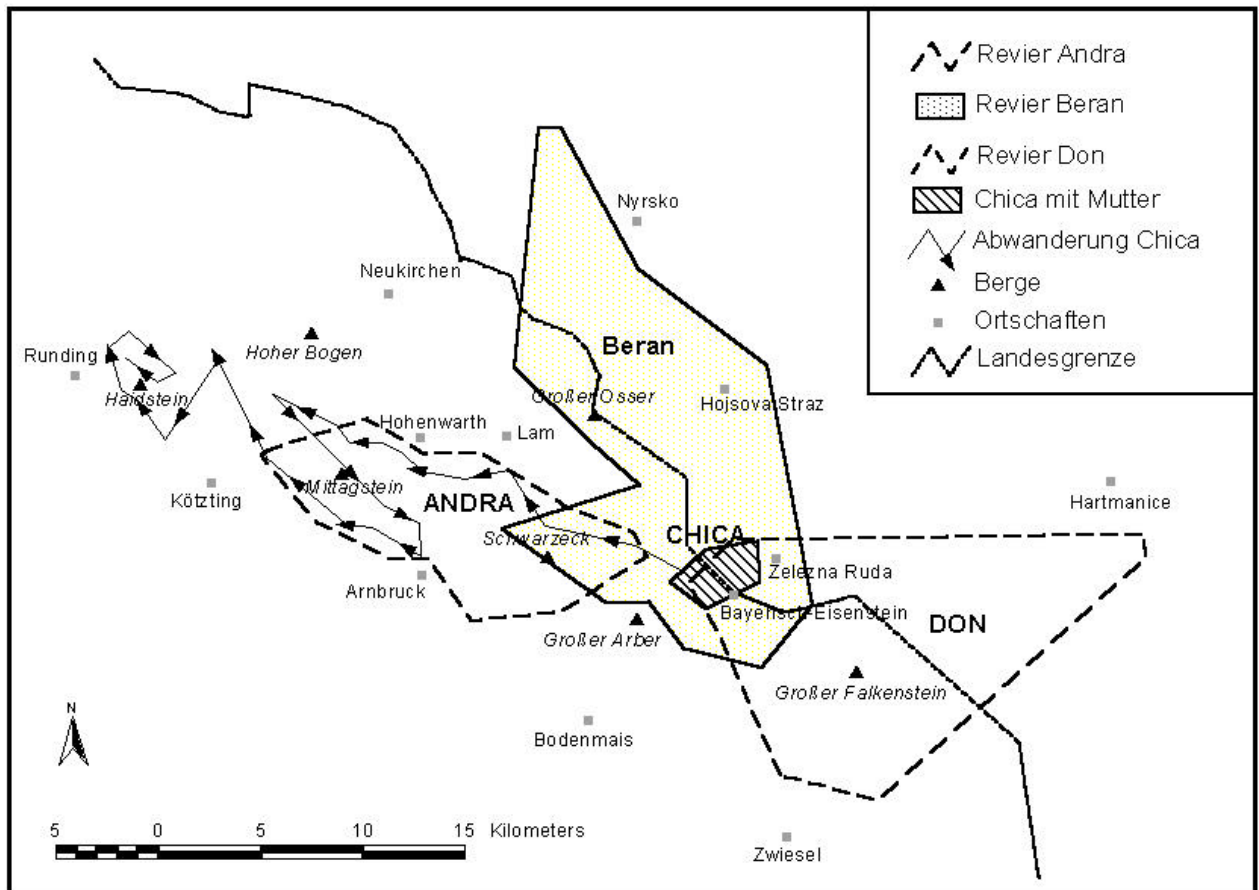 Revier Andra
Revier Beran
Revier Don
Chica mit Mutter
Abwanderung Chica
Berge
Ortschaften
Landesgrenze
Nyrsko
Neukirchen
Runding
Hoher Bogen
Beran
Haidstein
Großer Osser
Hojsova Straz
Hohenwarth
Lam
Kötzting
Mittagstein
ANDRA
Hartmanice
Schwarzeck
CHICA
Zelezna Ruda
Arnbruck
Bayerisch-Eisenstein
DON
Großer Arber
Großer Falkenstein
N
Bodenmais
5 0 5 10 15 Kilometers
Zwiesel